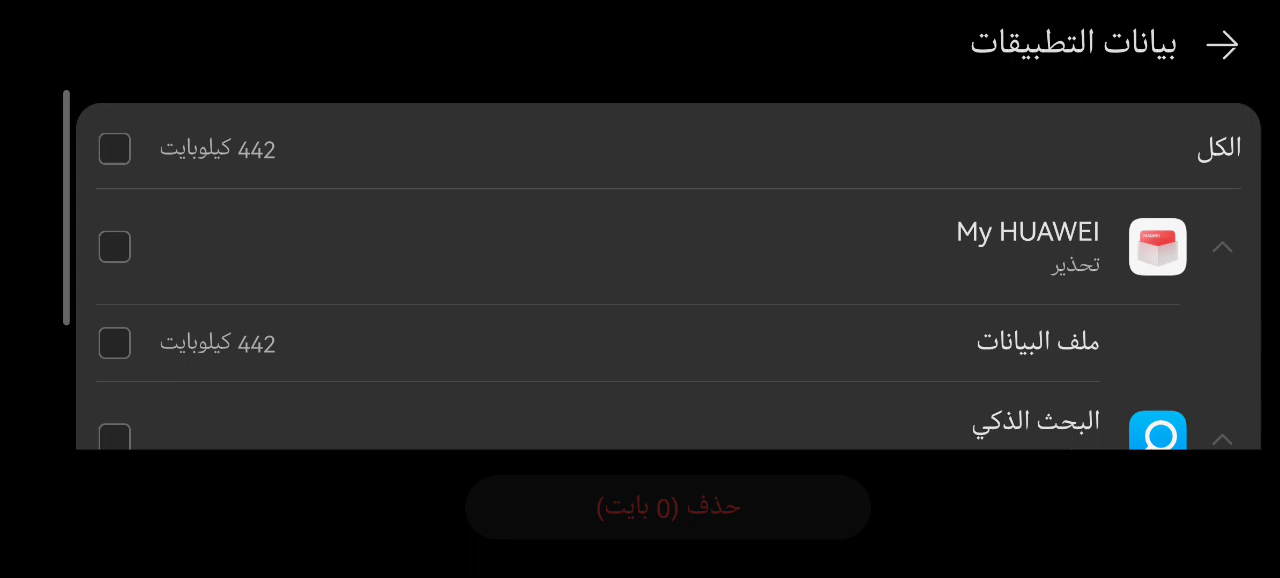 بيانات التطبيقات
الكل
442 كيلوبايت
My HUAWEI
تحذير
ملف البيانات
442 كيلوبايت
البحث الذكي
حذف (0 بايت)